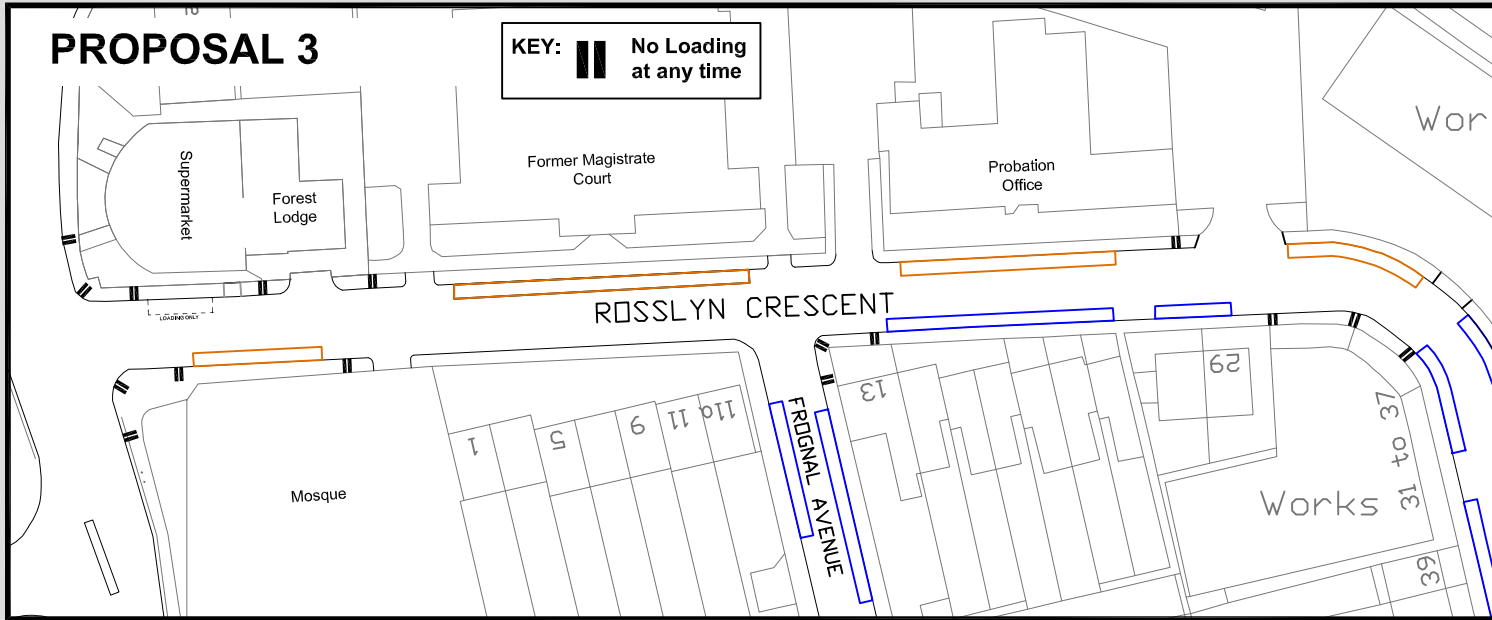 PROPOSAL 3
KEY:
No Loading
at any time
Wor
Supermarket
Forest
Lodge
Former Magistrate
Court
Probation
Office
LOADING ONLY
ROSSLYN CRESCENT
FROGNAL AVENUE
Mosque
1
5
9
11
11a
13
29
Works
31 to 37
39